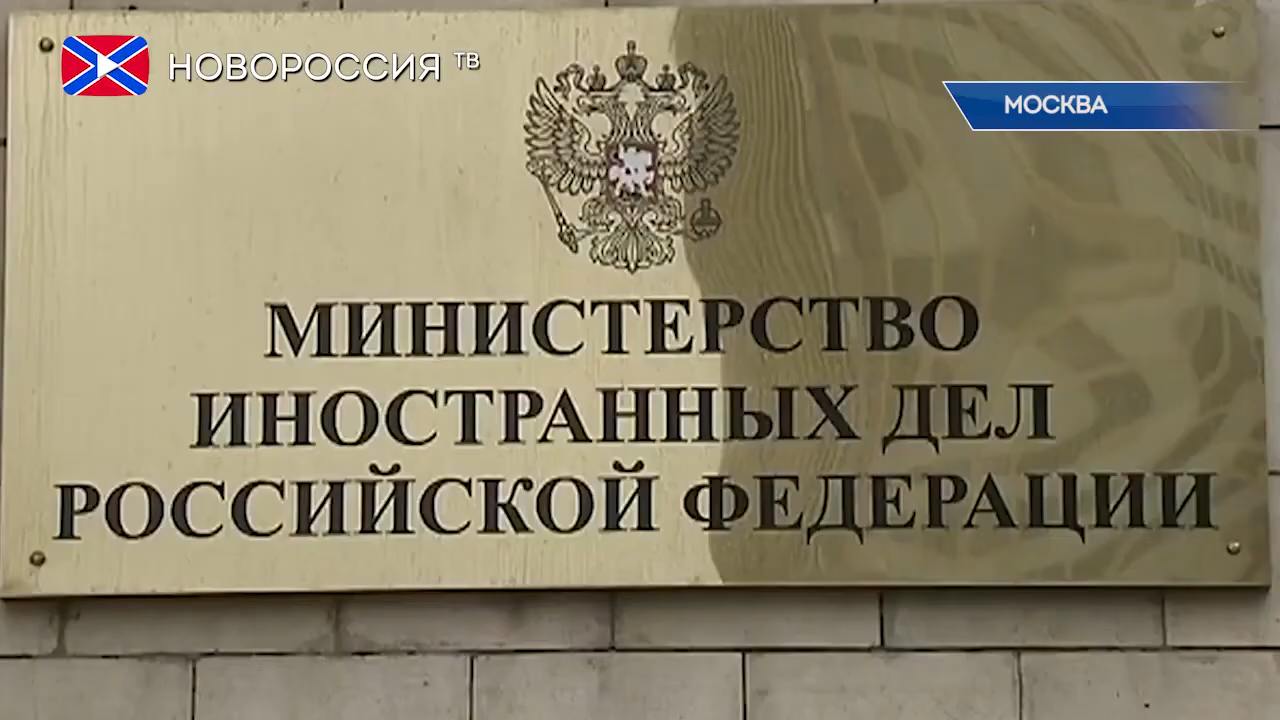 НОВОРОССИЯ ТВ
МОСКВА
МИНИСТЕРСТВО
ИНОСТРАННЫХ ДЕЛ
РОССИЙСКОЙ ФЕДЕРАЦИИ